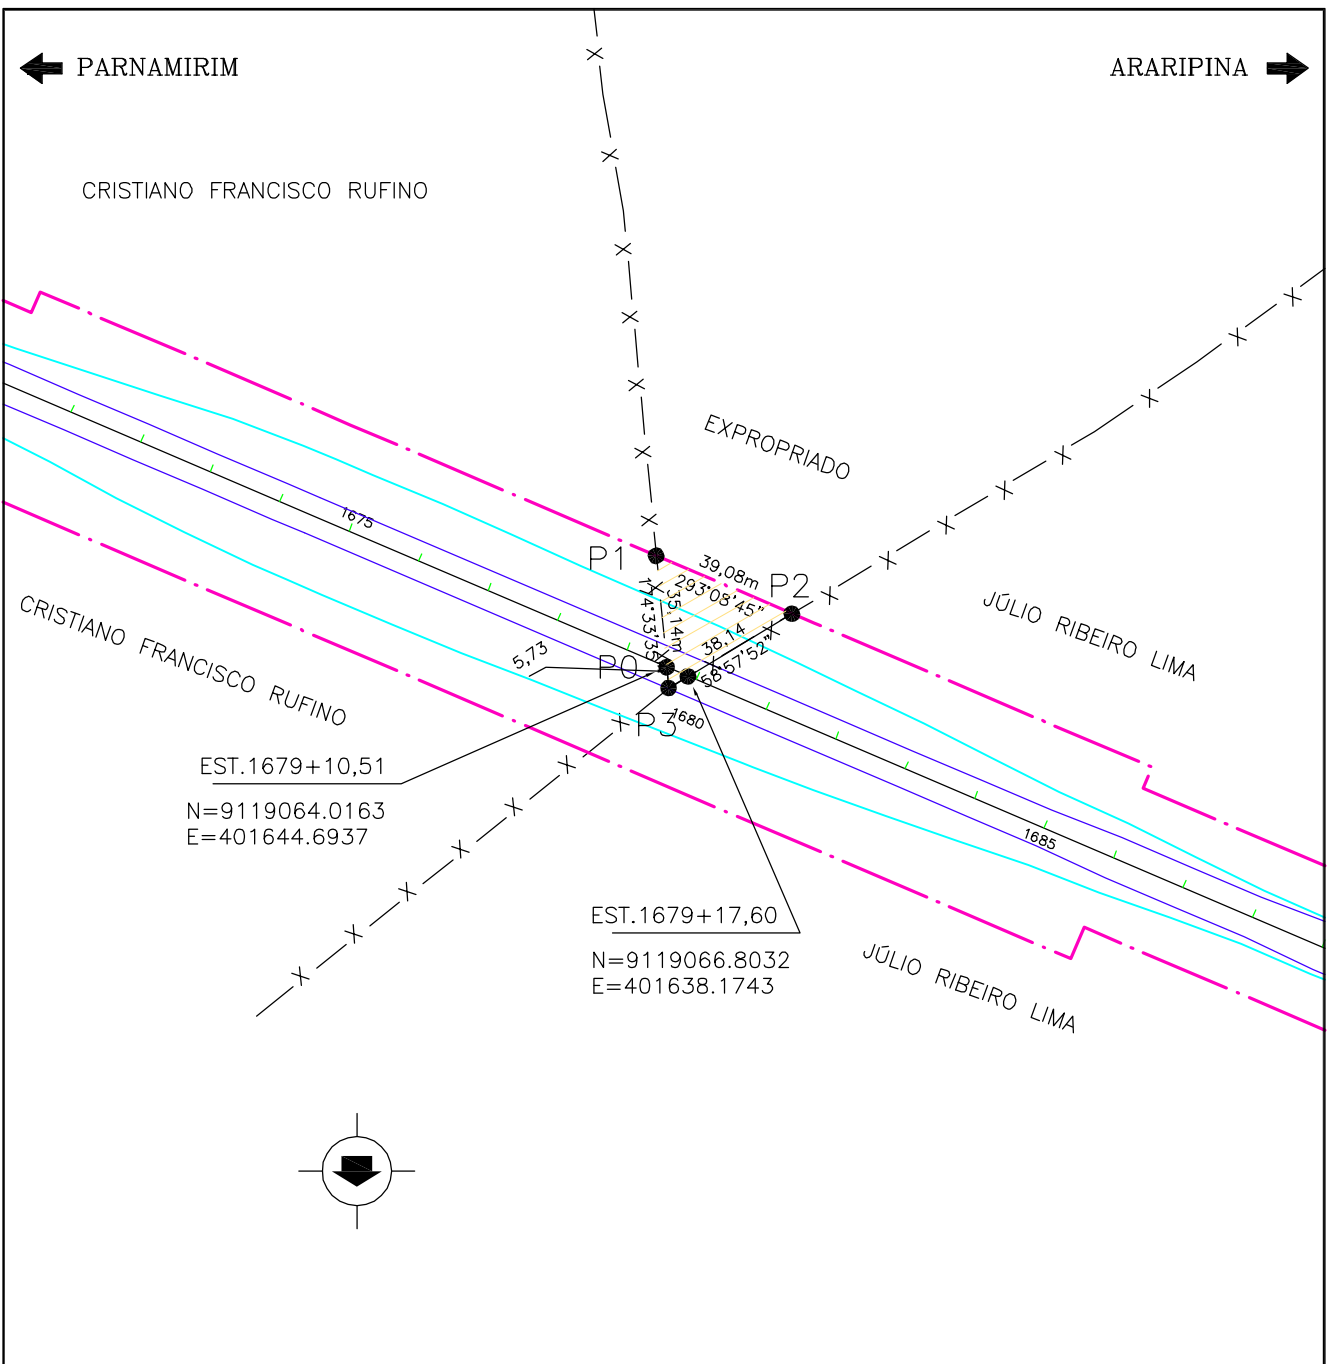 PARNAMIRIM
ARARIPINA
CRISTIANO FRANCISCO RUFINO
EXPROPRIADO
1675
P1
39,08m
P2
293°08'45"
35,14m
38,14
58°57'52"
JÚLIO RIBEIRO LIMA
CRISTIANO FRANCISCO RUFINO
5,73
P0
P3
1680
EST.1679+10,51
N=9119064.0163
E=401644.6937
1685
EST.1679+17,60
N=9119066.8032
E=401638.1743
JÚLIO RIBEIRO LIMA